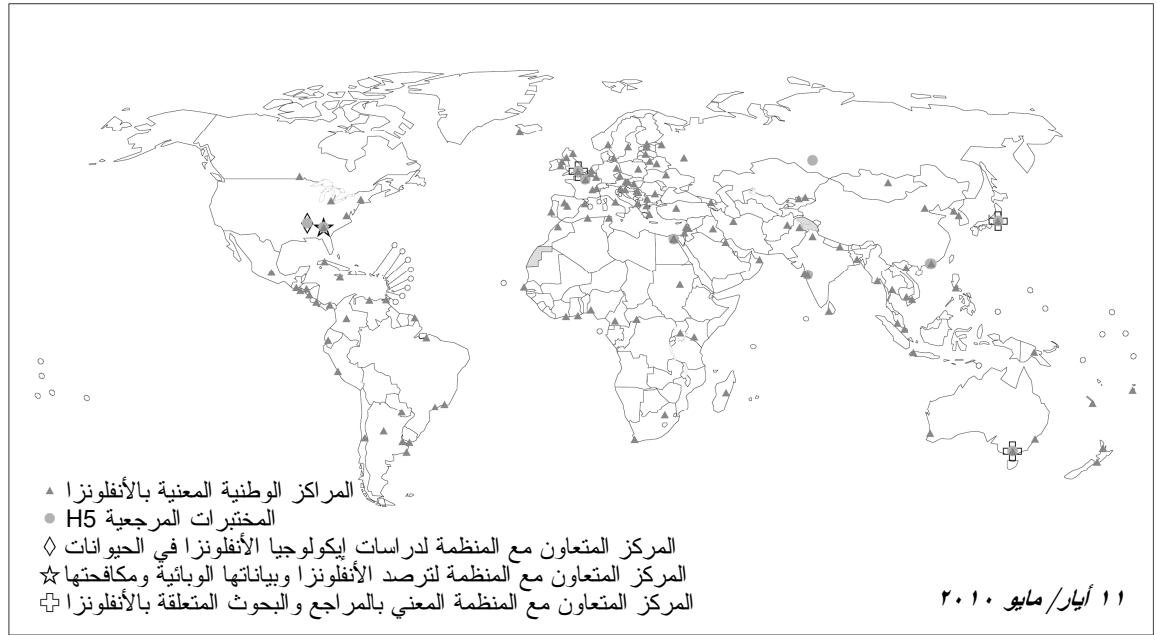 المراكز الوطنية المعنية بالأنفلونزا
المختبرات المرجعية H5
المركز المتعاون مع المنظمة لدراسات إيكولوجيا الأنفلونزا في الحيوانات
المركز المتعاون مع المنظمة لترصد الأنفلونزا وبياناتها الوبائية ومكافحتها
المركز المتعاون مع المنظمة المعني بالمراجع والبحوث المتعلقة بالأنفلونزا
١١ أيار/ مايو ٢٠١٠